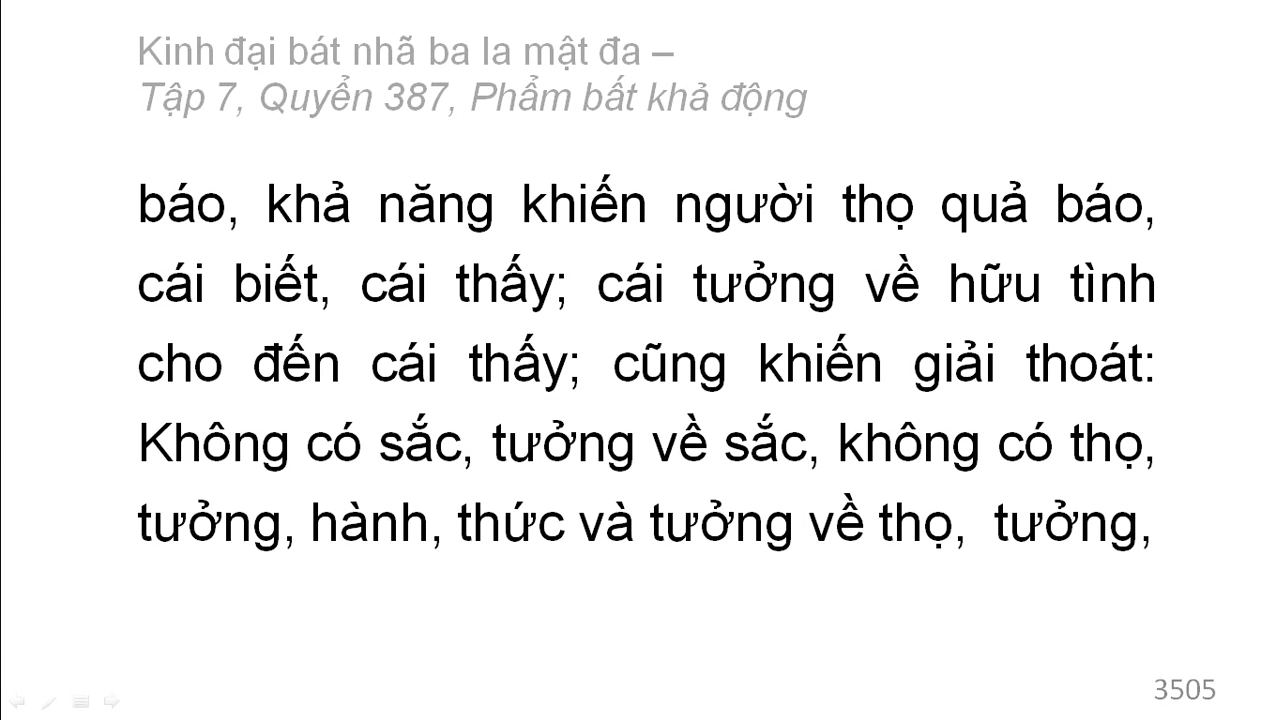 Kinh đại bát nhã ba la mật đa –
Tập 7, Quyển 387, Phẩm bất khả động
báo, khả năng khiến người thọ quả báo,
cái biết, cái thấy; cái tưởng về hữu tình
cho đến cái thấy; cũng khiến giải thoát:
Không có sắc, tưởng về sắc, không có thọ,
tưởng, hành, thức và tưởng về thọ, tưởng,
3505